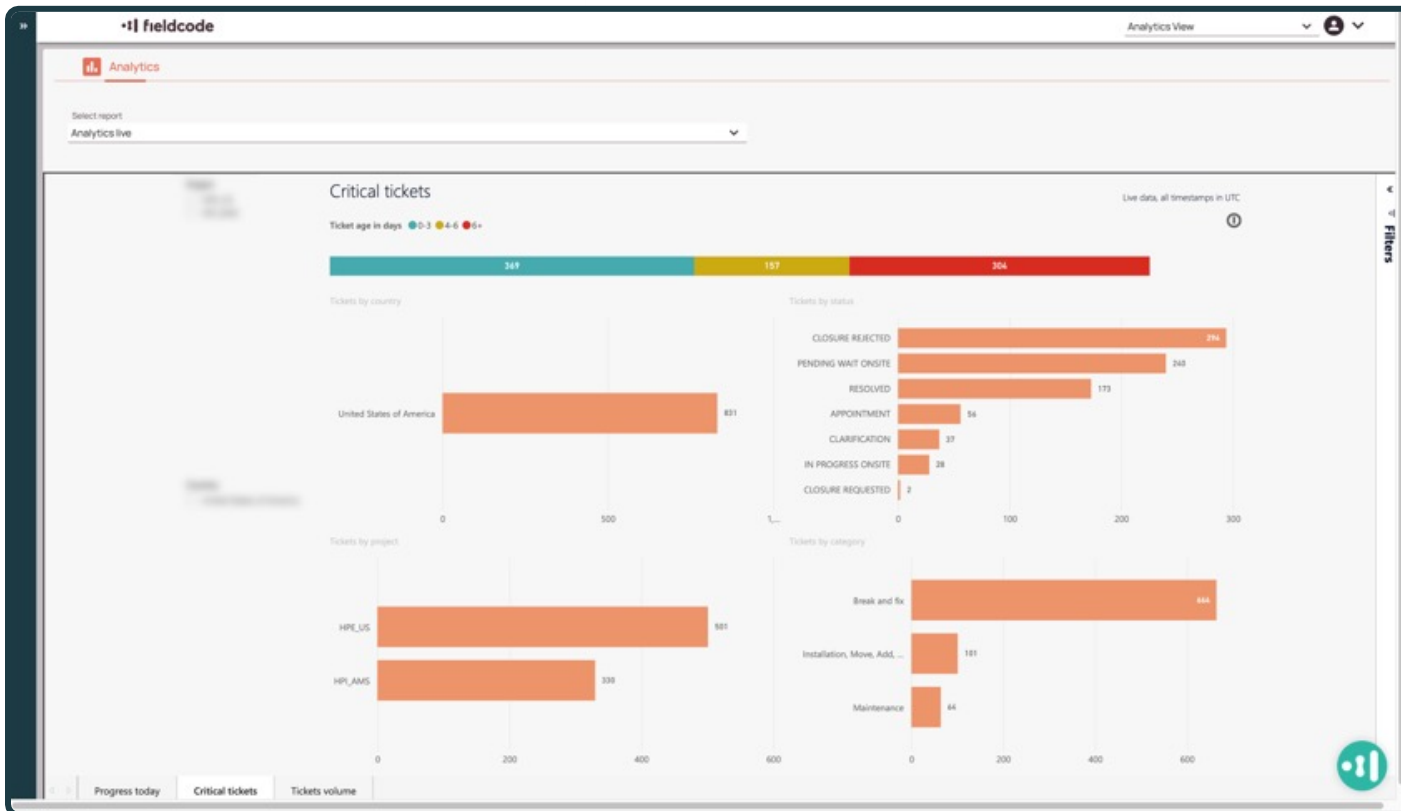 fieldcode
Analytics View
Analytics
Select report
Analytics live
Critical tickets
Live data, all timestamps in UTC
Ticket age in days 0-3 4-6 6+
Filters
369 157 304
Tickets by country
United States of America 831
0 500 1,...
Tickets by status
CLOSURE REJECTED 294
PENDING WAIT ONSITE 240
RESOLVED 173
APPOINTMENT 56
CLARIFICATION 37
IN PROGRESS ONSITE 28
CLOSURE REQUESTED 2
0 100 200 300
Tickets by project
HPE_US 501
HPI_AMS 330
0 200 400 600
Tickets by category
Break and fix
Installation, Move, Add, ... 101
Maintenance 64
0 200 400 600
Progress today Critical tickets Tickets volume